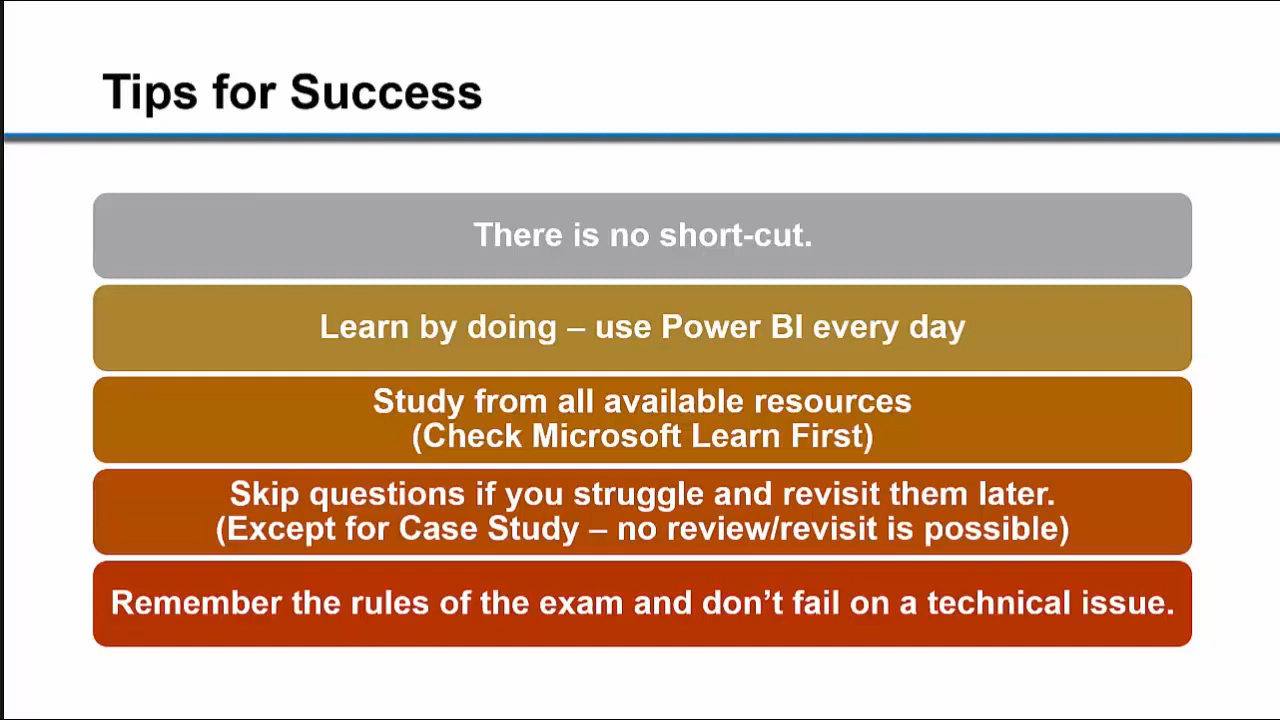 Tips for Success
There is no short-cut.
Learn by doing – use Power BI every day
Study from all available resources
(Check Microsoft Learn First)
Skip questions if you struggle and revisit them later.
(Except for Case Study – no review/revisit is possible)
Remember the rules of the exam and don’t fail on a technical issue.